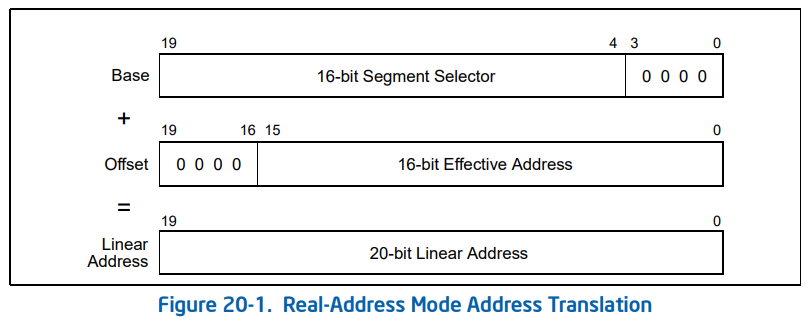 19 4 3 0
Base 16-bit Segment Selector 0 0 0 0
+
19 16 15 0
Offset 0 0 0 0 16-bit Effective Address
=
19 0
Linear
Address 20-bit Linear Address
Figure 20-1. Real-Address Mode Address Translation